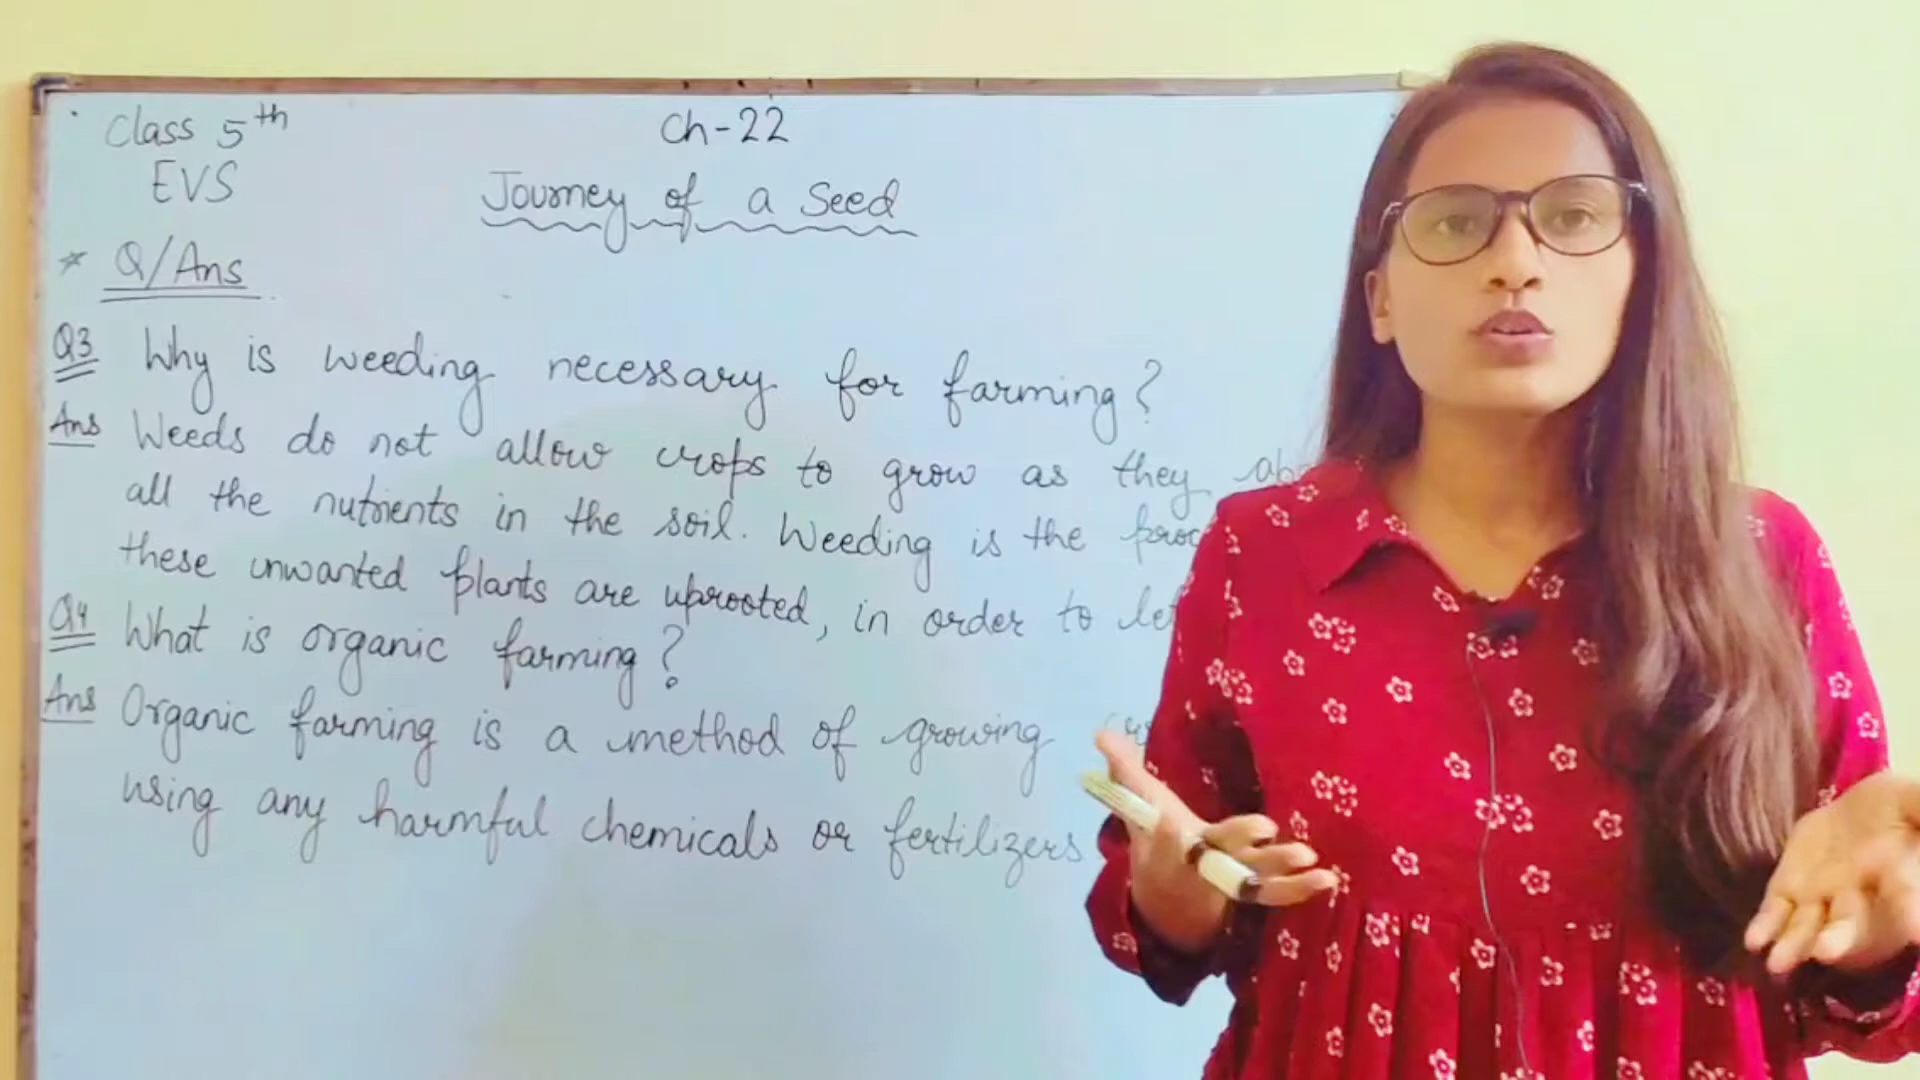 Class 5th
EVS
Ch-22
Journey of a Seed
* Q/Ans
Q3 Why is weeding necessary for farming?
Ans Weeds do not allow crops to grow as they
all the nutrients in the soil. Weeding is the
these unwanted plants are uprooted, in order to
Q4 What is organic farming?
Ans Organic farming is a method of growing
using any harmful chemicals or fertilizers